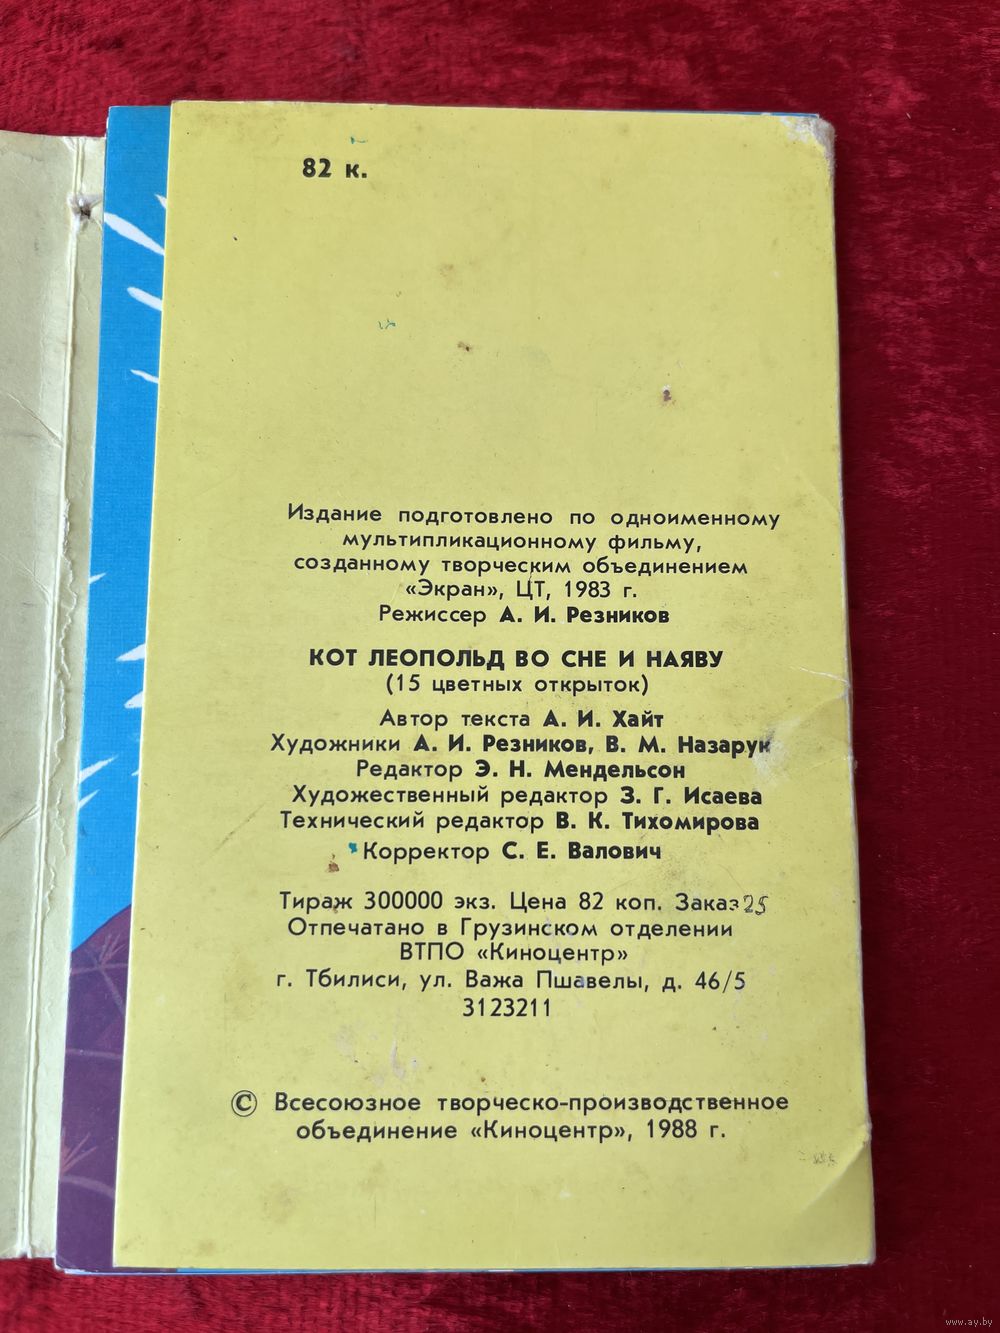 82 к.
Издание подготовлено по одноименному
мультипликационному фильму,
созданному творческим объединением
«Экран», ЦТ, 1983 г.
Режиссер А. И. Резников
КОТ ЛЕОПОЛЬД ВО СНЕ И НАЯВУ
(15 цветных открыток)
Автор текста А. И. Хайт
Художники А. И. Резников, В. М. Назарук
Редактор Э. Н. Мендельсон
Художественный редактор З. Г. Исаева
Технический редактор В. К. Тихомирова
Корректор С. Е. Валович
Тираж 300000 экз. Цена 82 коп. Заказ 25
Отпечатано в Грузинском отделении
ВТПО «Киноцентр»
г. Тбилиси, ул. Важа Пшавелы, д. 46/5
3123211
© Всесоюзное творческо-производственное
объединение «Киноцентр», 1988 г.
www.ay.by